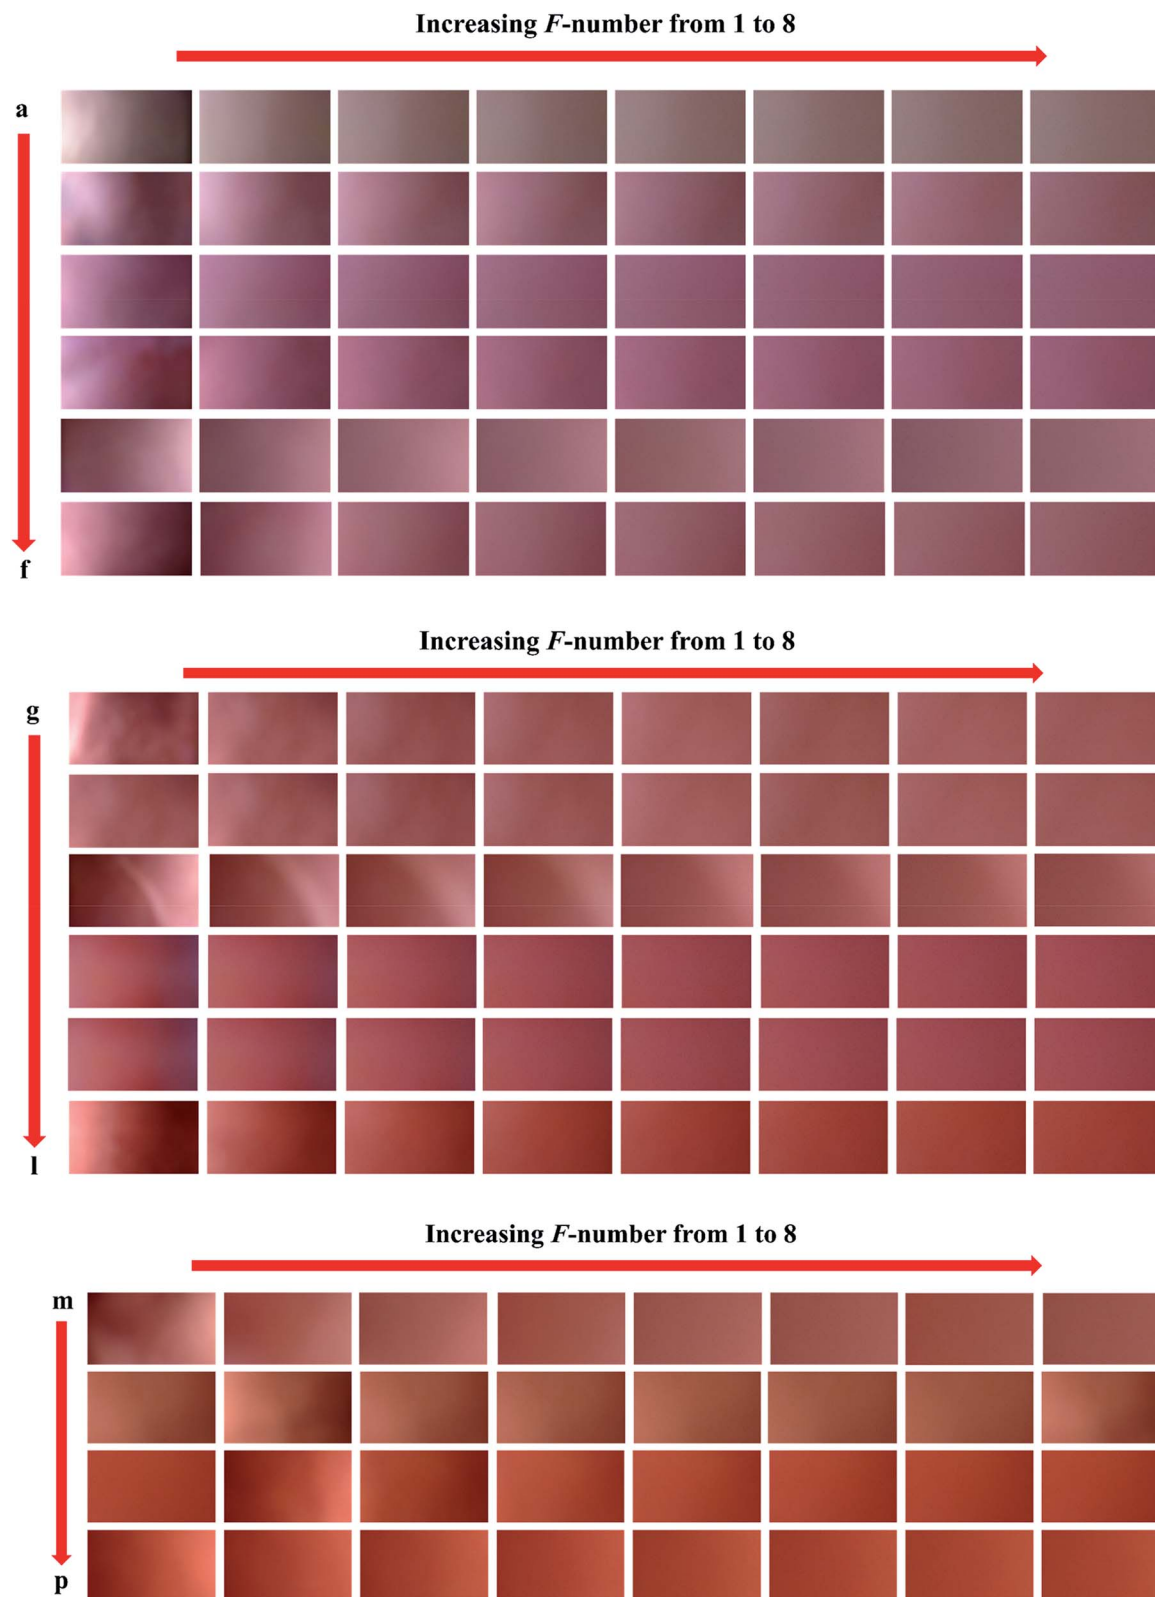 Increasing F-number from 1 to 8
a
f
Increasing F-number from 1 to 8
g
l
Increasing F-number from 1 to 8
m
p